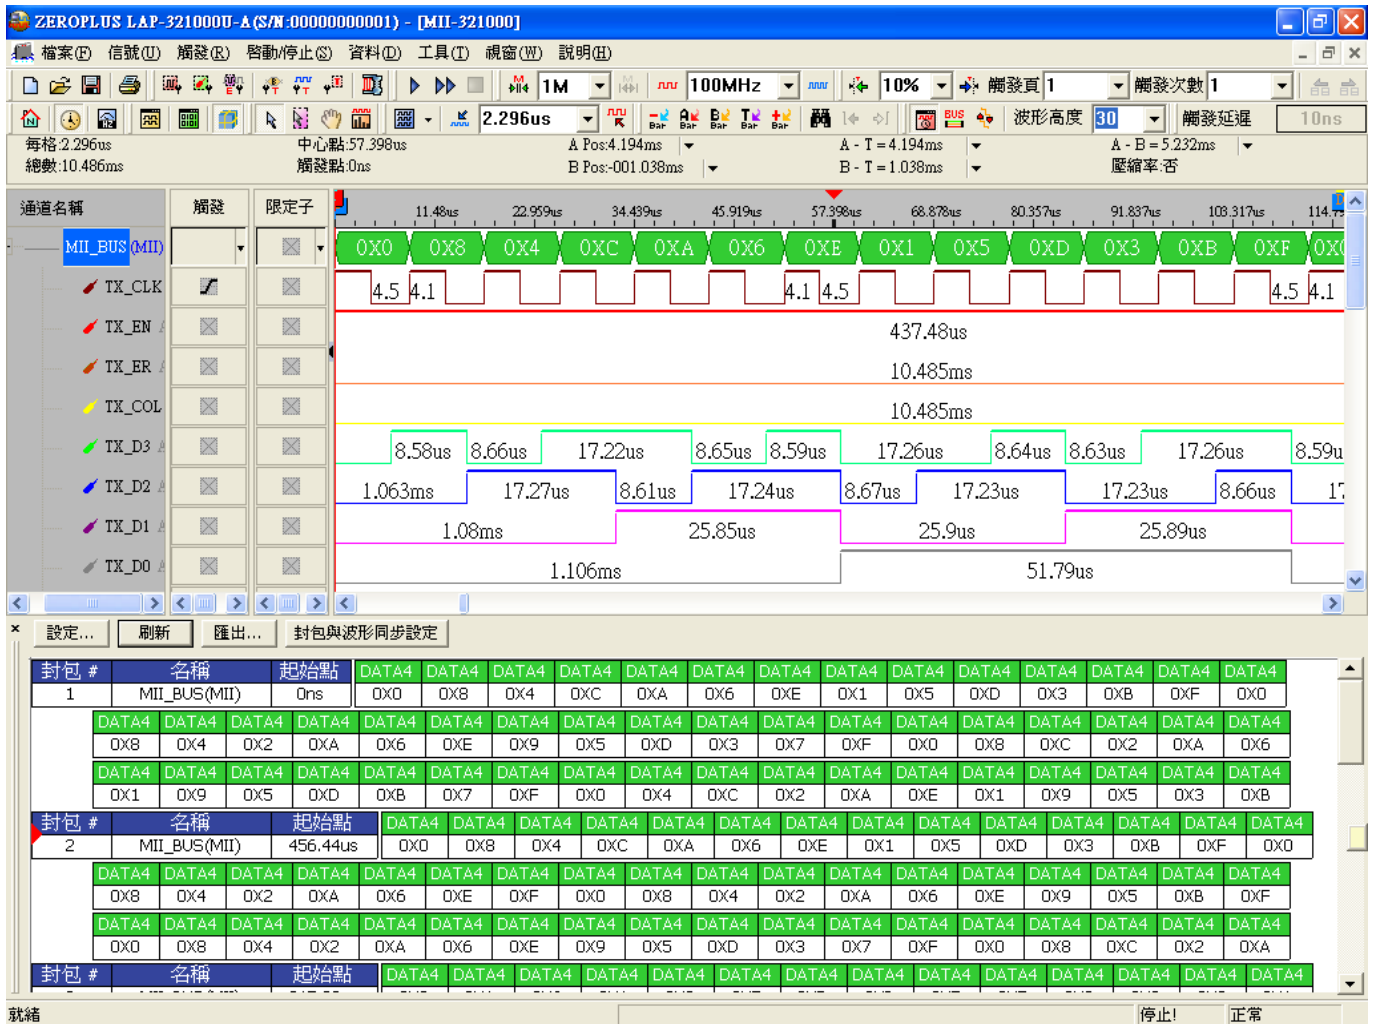 ZEROPLUS LAP-321000U-A(S/N:00000000001) - [MII-321000]
檔案(F) 信號(U) 觸發(R) 啓動/停止(S) 資料(D) 工具(T) 視窗(W) 說明(H)
1M 100MHz 10% 觸發頁 1 觸發次數 1
2.296us Bar A Bar B Bar T Bar Bar BUS 波形高度 30 觸發延遲 10ns
每格:2.296us 中心點:57.398us A Pos:4.194ms A - T = 4.194ms A - B = 5.232ms
總數:10.486ms 觸發點:0ns B Pos:-001.038ms B - T = 1.038ms 壓縮率:否
通道名稱 觸發 限定子 11.48us 22.959us 34.439us 45.919us 57.398us 68.878us 80.357us 91.837us 103.317us 114.79
MII_BUS(MII) 0X0 0X8 0X4 0XC 0XA 0X6 0XE 0X1 0X5 0XD 0X3 0XB 0XF 0X0
TX_CLK 4.5 4.1 4.1 4.5 4.5 4.1
TX_EN 437.48us
TX_ER 10.485ms
TX_COL 10.485ms
TX_D3 8.58us 8.66us 17.22us 8.65us 8.59us 17.26us 8.64us 8.63us 17.26us 8.59u
TX_D2 1.063ms 17.27us 8.61us 17.24us 8.67us 17.23us 17.23us 8.66us 17
TX_D1 1.08ms 25.85us 25.9us 25.89us
TX_D0 1.106ms 51.79us
設定... 刷新 匯出... 封包與波形同步設定
封包 # 名稱 起始點 DATA4 DATA4 DATA4 DATA4 DATA4 DATA4 DATA4 DATA4 DATA4 DATA4 DATA4 DATA4 DATA4 DATA4
1 MII_BUS(MII) 0ns 0X0 0X8 0X4 0XC 0XA 0X6 0XE 0X1 0X5 0XD 0X3 0XB 0XF 0X0
DATA4 DATA4 DATA4 DATA4 DATA4 DATA4 DATA4 DATA4 DATA4 DATA4 DATA4 DATA4 DATA4 DATA4 DATA4 DATA4 DATA4 DATA4
0X8 0X4 0X2 0XA 0X6 0XE 0X9 0X5 0XD 0X3 0X7 0XF 0X0 0X8 0XC 0X2 0XA 0X6
DATA4 DATA4 DATA4 DATA4 DATA4 DATA4 DATA4 DATA4 DATA4 DATA4 DATA4 DATA4 DATA4 DATA4 DATA4 DATA4 DATA4 DATA4
0X1 0X9 0X5 0XD 0XB 0X7 0XF 0X0 0X4 0XC 0X2 0XA 0XE 0X1 0X9 0X5 0X3 0XB
封包 # 名稱 起始點 DATA4 DATA4 DATA4 DATA4 DATA4 DATA4 DATA4 DATA4 DATA4 DATA4 DATA4 DATA4 DATA4 DATA4
2 MII_BUS(MII) 456.44us 0X0 0X8 0X4 0XC 0XA 0X6 0XE 0X1 0X5 0XD 0X3 0XB 0XF 0X0
DATA4 DATA4 DATA4 DATA4 DATA4 DATA4 DATA4 DATA4 DATA4 DATA4 DATA4 DATA4 DATA4 DATA4 DATA4 DATA4 DATA4 DATA4
0X8 0X4 0X2 0XA 0X6 0XE 0XF 0X0 0X8 0X4 0X2 0XA 0X6 0XE 0X9 0X5 0XB 0XF
DATA4 DATA4 DATA4 DATA4 DATA4 DATA4 DATA4 DATA4 DATA4 DATA4 DATA4 DATA4 DATA4 DATA4 DATA4 DATA4 DATA4 DATA4
0X0 0X8 0X4 0X2 0XA 0X6 0XE 0X9 0X5 0XD 0X3 0X7 0XF 0X0 0X8 0XC 0X2 0XA
封包 # 名稱 起始點 DATA4 DATA4 DATA4 DATA4 DATA4 DATA4 DATA4 DATA4 DATA4 DATA4 DATA4 DATA4 DATA4 DATA4
就緒 停止! 正常